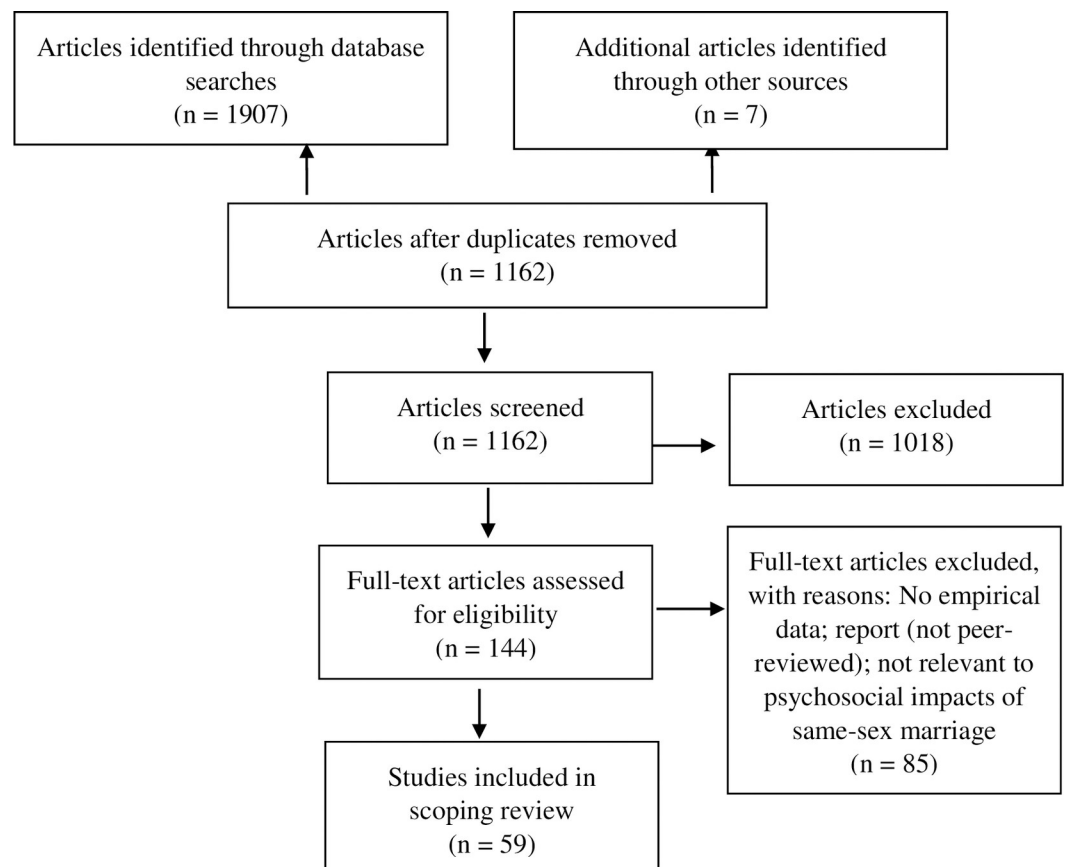 Articles identified through database
searches
(n = 1907)
Additional articles identified
through other sources
(n = 7)
Articles after duplicates removed
(n = 1162)
Articles screened
(n = 1162)
Articles excluded
(n = 1018)
Full-text articles assessed
for eligibility
(n = 144)
Full-text articles excluded,
with reasons: No empirical
data; report (not peer-
reviewed); not relevant to
psychosocial impacts of
same-sex marriage
(n = 85)
Studies included in
scoping review
(n = 59)